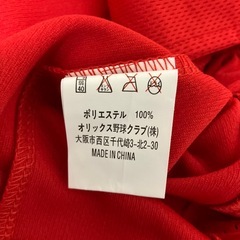 40
ポリエステル 100%
オリックス野球クラブ(株)
大阪市西区千代崎3-北2-30
MADE IN CHINA